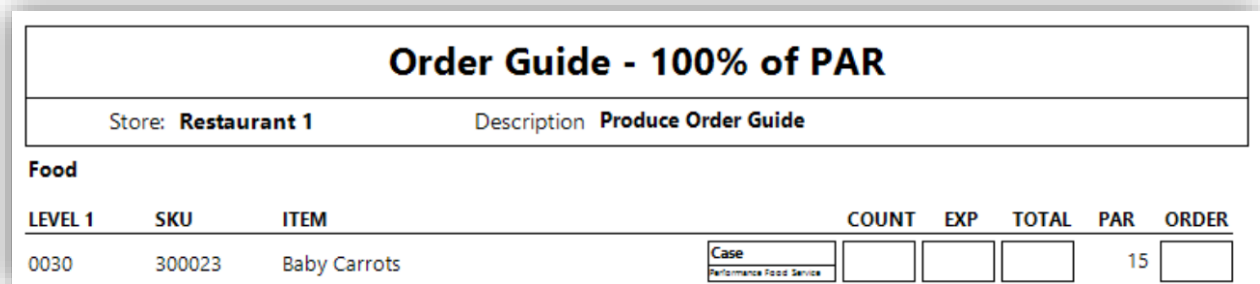 Order Guide - 100% of PAR
Store: Restaurant 1 Description Produce Order Guide
Food
LEVEL 1 SKU ITEM COUNT EXP TOTAL PAR ORDER
0030 300023 Baby Carrots Case 15
Performance Food Service